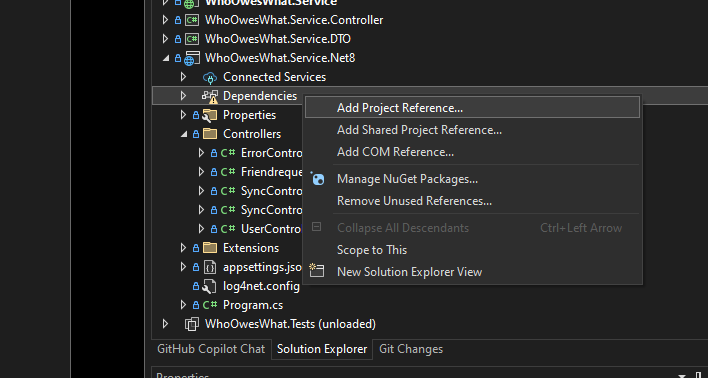 WhoOwesWhat.Service
WhoOwesWhat.Service.Controller
WhoOwesWhat.Service.DTO
WhoOwesWhat.Service.Net8
Connected Services
Dependencies
Add Project Reference...
Properties
Add Shared Project Reference...
Controllers
Add COM Reference...
C# ErrorContro
C# Friendreque
Manage NuGet Packages...
C# SyncContro
Remove Unused References...
C# SyncContro
Collapse All Descendants Ctrl+Left Arrow
C# UserContro
Extensions
Scope to This
appsettings.jso
New Solution Explorer View
log4net.config
C# Program.cs
WhoOwesWhat.Tests (unloaded)
GitHub Copilot Chat Solution Explorer Git Changes
Properties